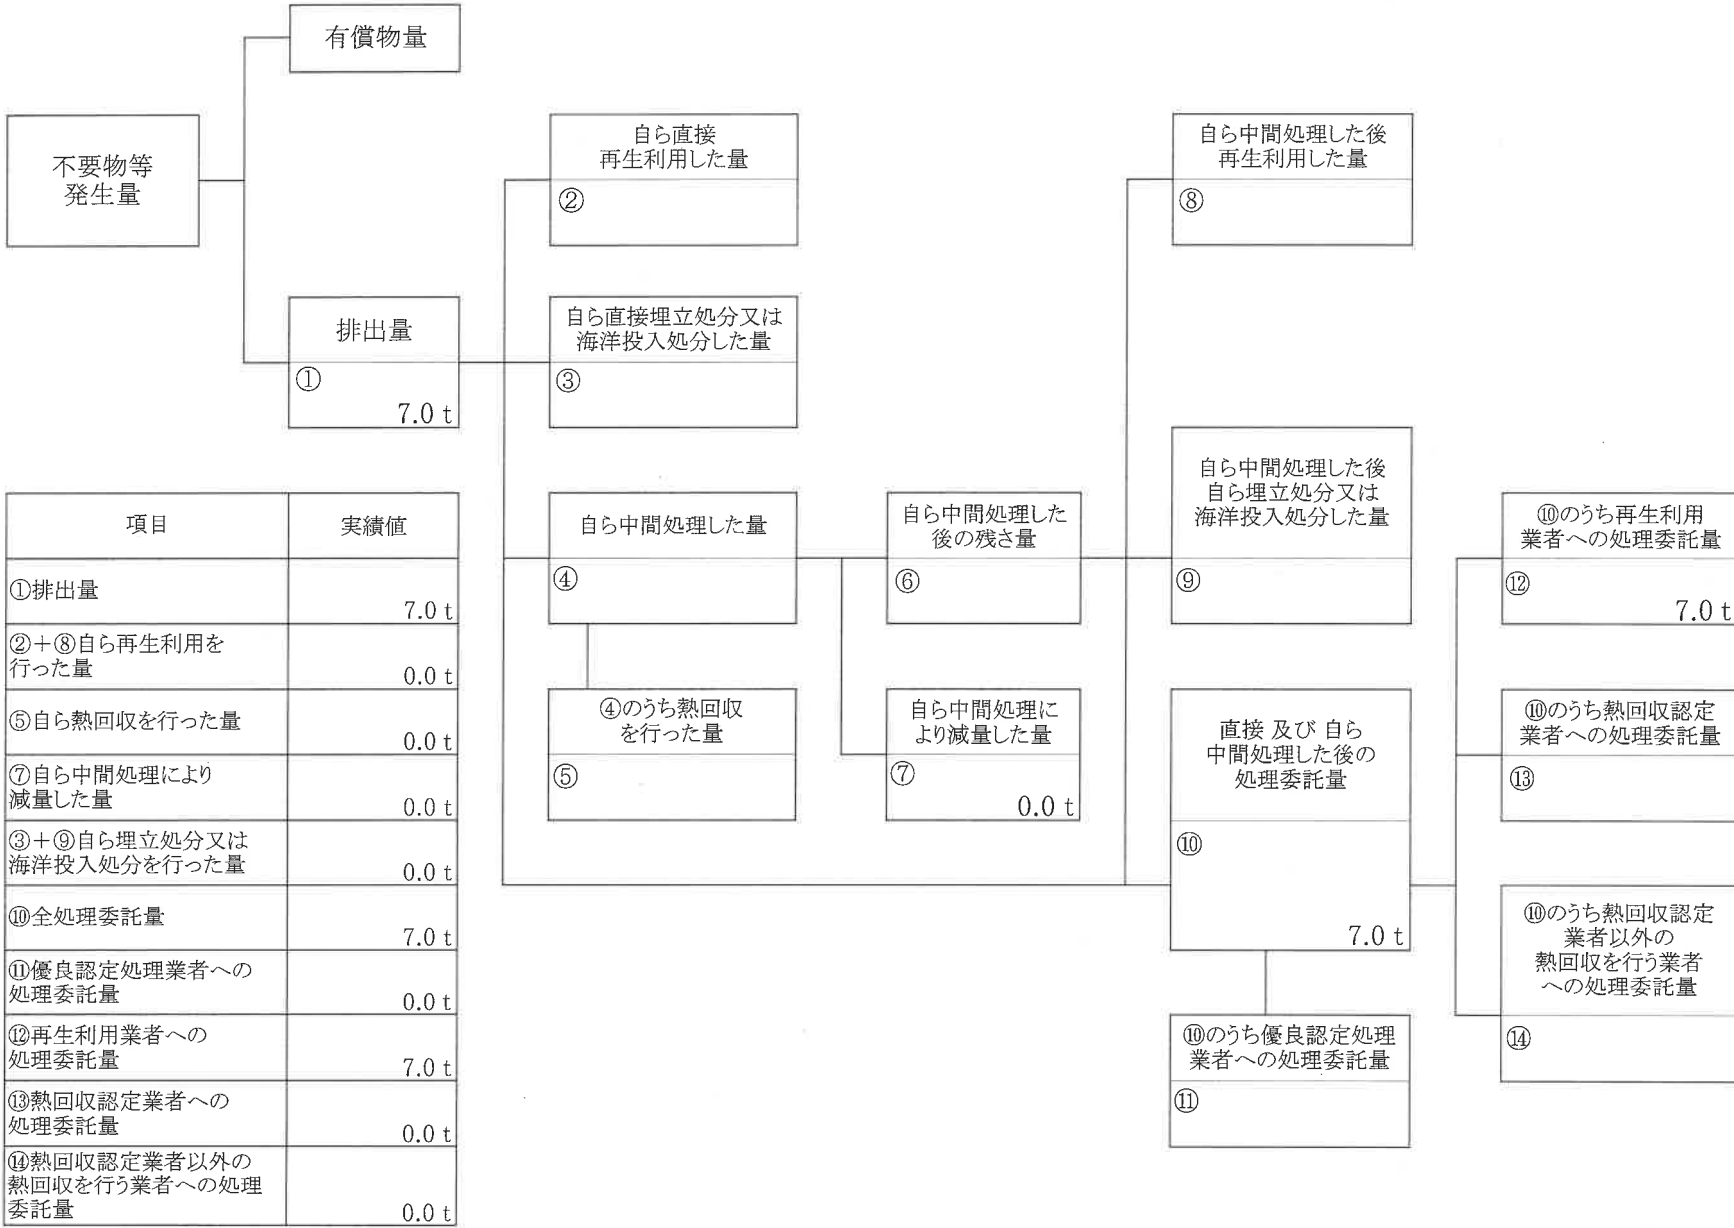 有償物量
不要物等
発生量
排出量
①
7.0 t
自ら直接
再生利用した量
②
自ら直接埋立処分又は
海洋投入処分した量
③
自ら中間処理した量
④
④のうち熱回収
を行った量
⑤
自ら中間処理した
後の残さ量
⑥
自ら中間処理に
より減量した量
⑦
0.0 t
自ら中間処理した後
再生利用した量
⑧
自ら中間処理した後
自ら埋立処分又は
海洋投入処分した量
⑨
直接 及び 自ら
中間処理した後の
処理委託量
⑩
7.0 t
⑩のうち優良認定処理
業者への処理委託量
⑪
⑩のうち再生利用
業者への処理委託量
⑫
7.0 t
⑩のうち熱回収認定
業者への処理委託量
⑬
⑩のうち熱回収認定
業者以外の
熱回収を行う業者
への処理委託量
⑭
項目 実績値
①排出量
7.0 t
②+⑧自ら再生利用を
行った量
0.0 t
⑤自ら熱回収を行った量
0.0 t
⑦自ら中間処理により
減量した量
0.0 t
③+⑨自ら埋立処分又は
海洋投入処分を行った量
0.0 t
⑩全処理委託量
7.0 t
⑪優良認定処理業者への
処理委託量
0.0 t
⑫再生利用業者への
処理委託量
7.0 t
⑬熱回収認定業者への
処理委託量
0.0 t
⑭熱回収認定業者以外の
熱回収を行う業者への処理
委託量
0.0 t